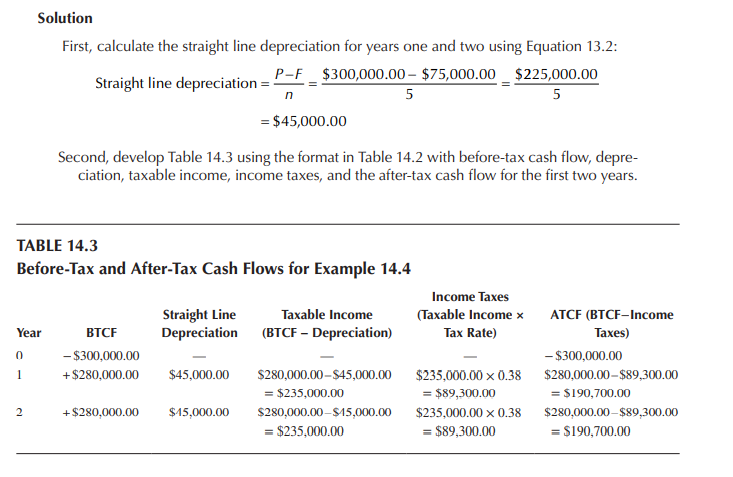 Solution
First, calculate the straight line depreciation for years one and two using Equation 13.2:
Straight line depreciation = P–F / n = $300,000.00 – $75,000.00 / 5 = $225,000.00 / 5
= $45,000.00
Second, develop Table 14.3 using the format in Table 14.2 with before-tax cash flow, depre-
ciation, taxable income, income taxes, and the after-tax cash flow for the first two years.
TABLE 14.3
Before-Tax and After-Tax Cash Flows for Example 14.4
Income Taxes
Straight Line Taxable Income (Taxable Income × ATCF (BTCF–Income
Year BTCF Depreciation (BTCF – Depreciation) Tax Rate) Taxes)
0 – $300,000.00 — — — – $300,000.00
1 + $280,000.00 $45,000.00 $280,000.00–$45,000.00 $235,000.00 × 0.38 $280,000.00–$89,300.00
= $235,000.00 = $89,300.00 = $190,700.00
2 + $280,000.00 $45,000.00 $280,000.00–$45,000.00 $235,000.00 × 0.38 $280,000.00–$89,300.00
= $235,000.00 = $89,300.00 = $190,700.00